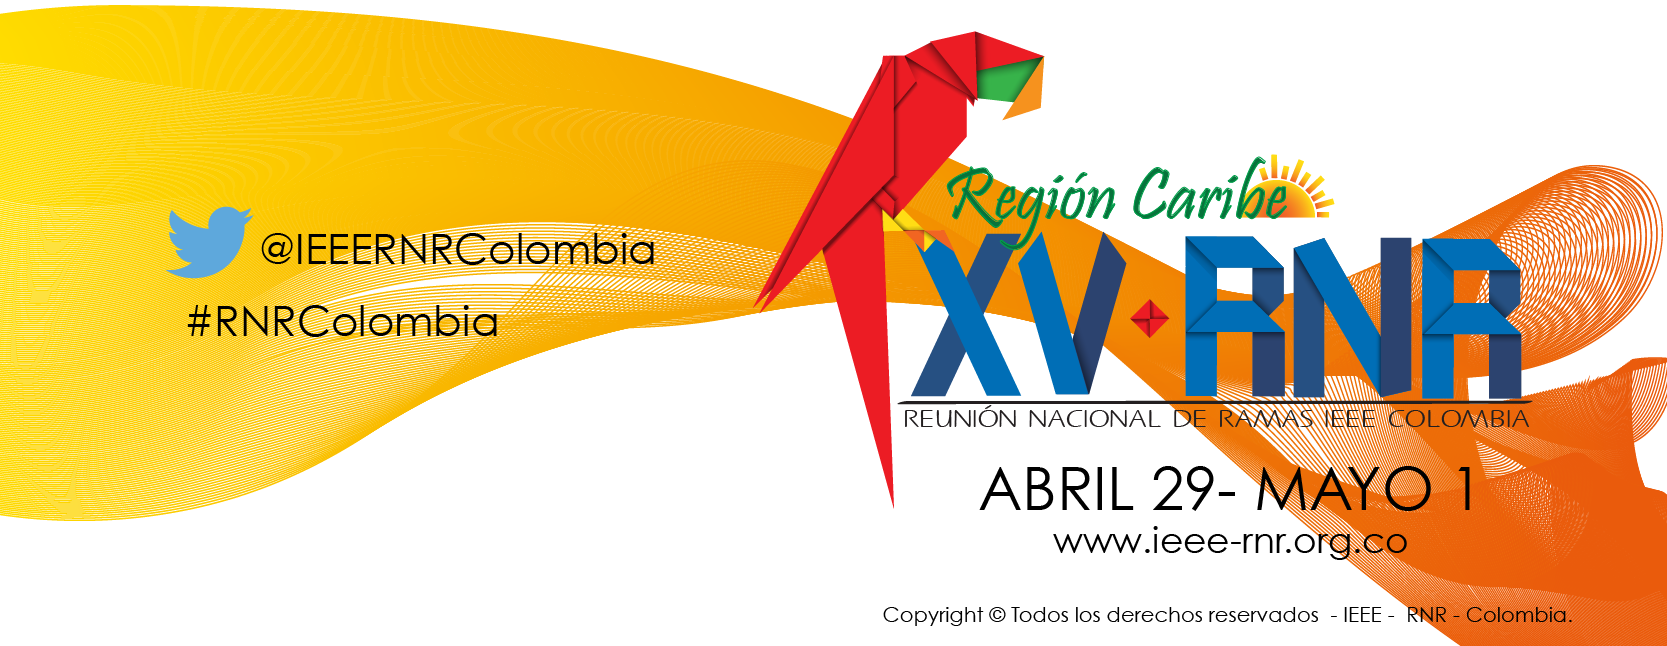 @IEEERNRColombia
#RNRColombia
Región Caribe
XV RNR
REUNIÓN NACIONAL DE RAMAS IEEE COLOMBIA
ABRIL 29- MAYO 1
www.ieee-rnr.org.co
Copyright © Todos los derechos reservados - IEEE - RNR - Colombia.